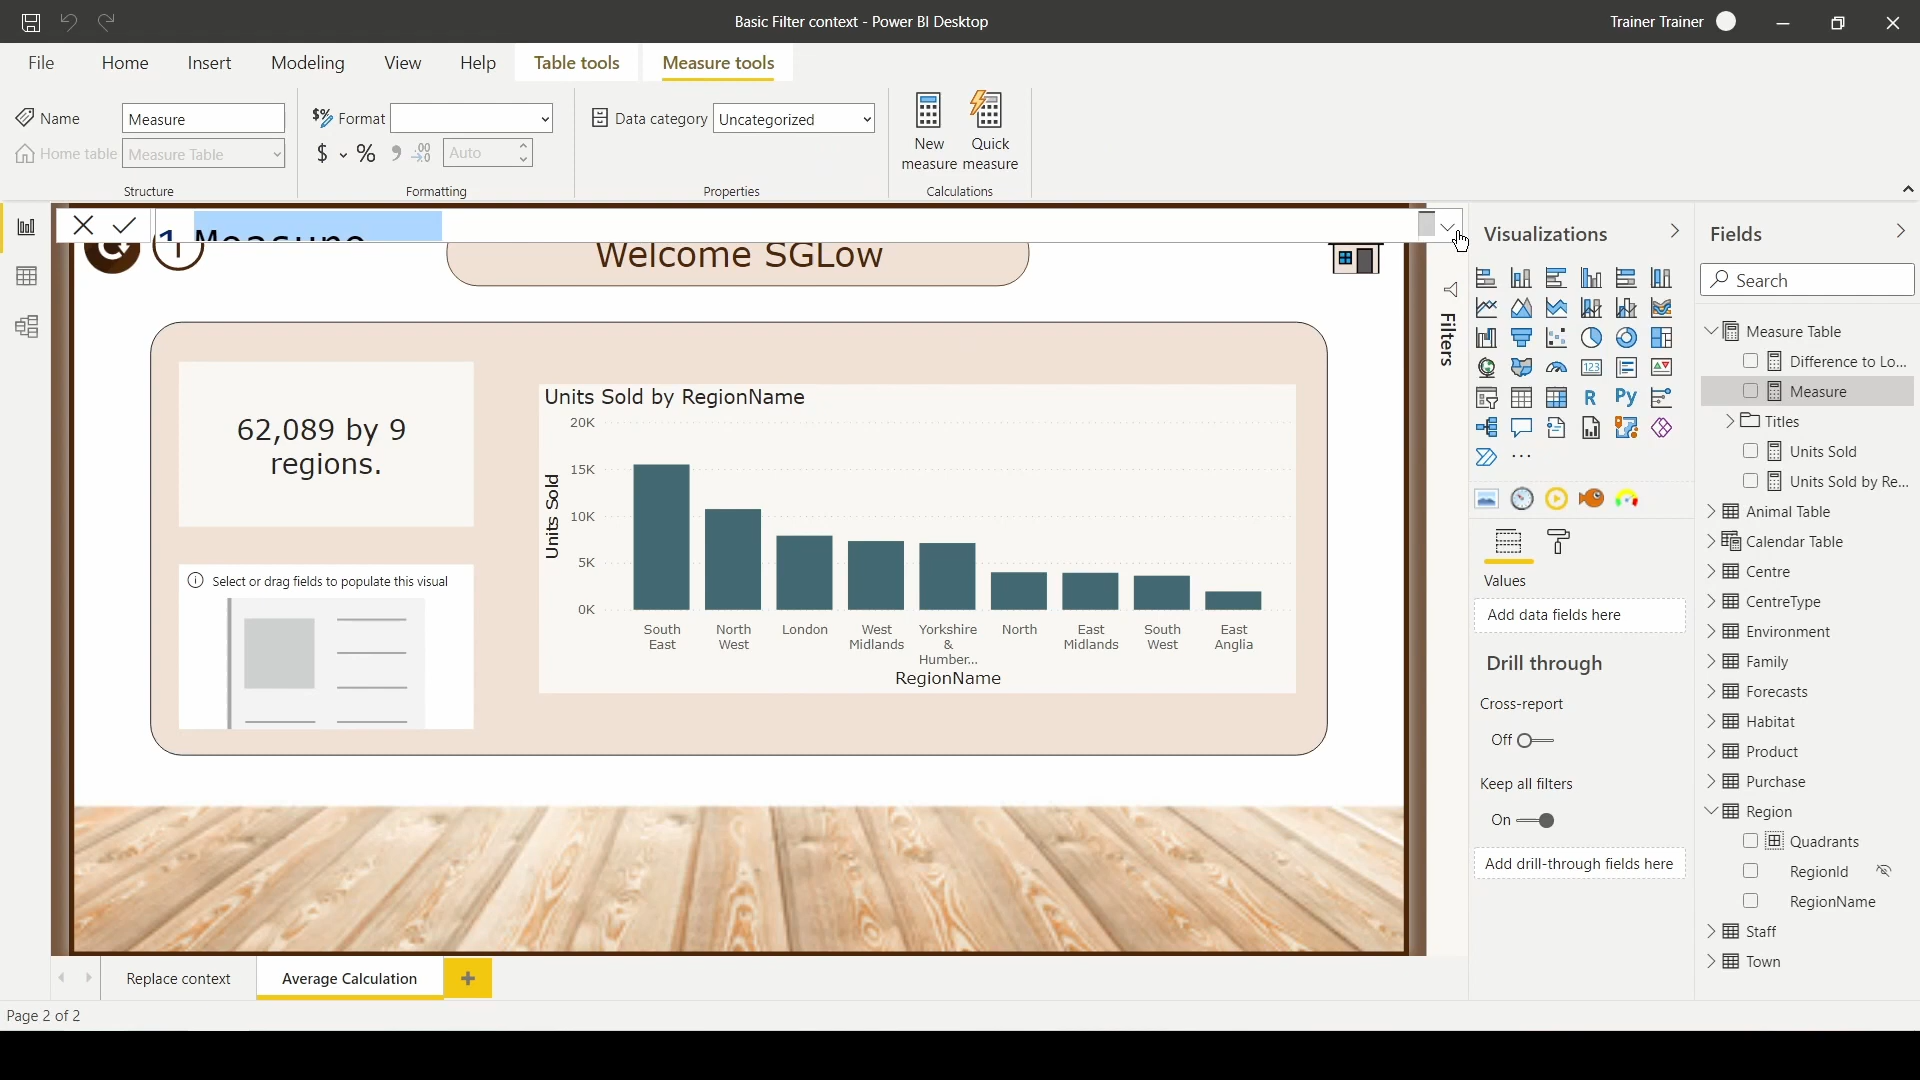 Basic Filter context - Power BI Desktop
Trainer Trainer
File Home Insert Modeling View Help Table tools Measure tools
Name Measure
Home table Measure Table
Structure
Format
$ % Auto
Formatting
Data category Uncategorized
Properties
New measure
Quick measure
Calculations
1 Measure
Welcome SGLow
62,089 by 9
regions.
Select or drag fields to populate this visual
Units Sold by RegionName
20K
15K
10K
5K
0K
Units Sold
South
East
North
West
London
West
Midlands
Yorkshire
&
Humber...
North
East
Midlands
South
West
East
Anglia
RegionName
Filters
Visualizations
123
R
Py
...
Values
Add data fields here
Drill through
Cross-report
Off
Keep all filters
On
Add drill-through fields here
Fields
Search
Measure Table
Difference to Lo...
Measure
Titles
Units Sold
Units Sold by Re...
Animal Table
Calendar Table
Centre
CentreType
Environment
Family
Forecasts
Habitat
Product
Purchase
Region
Quadrants
RegionId
RegionName
Staff
Town
Replace context
Average Calculation
+
Page 2 of 2